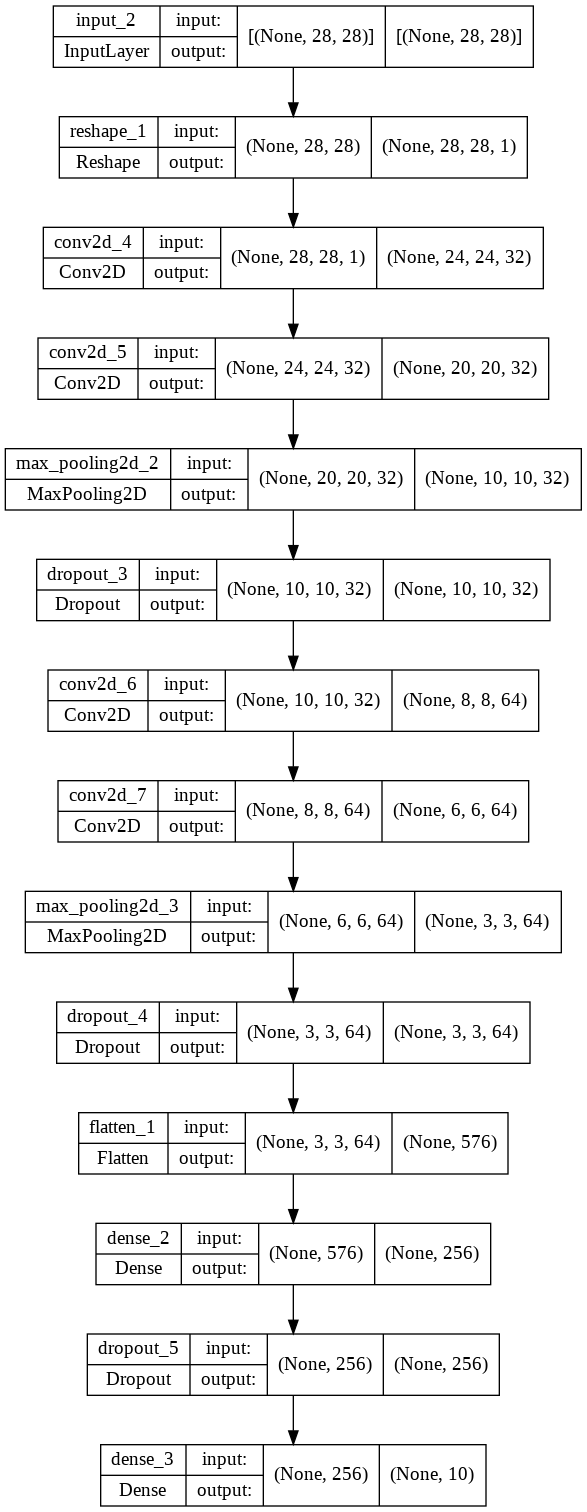 input_2 input: [(None, 28, 28)] [(None, 28, 28)]
InputLayer output:
reshape_1 input: (None, 28, 28) (None, 28, 28, 1)
Reshape output:
conv2d_4 input: (None, 28, 28, 1) (None, 24, 24, 32)
Conv2D output:
conv2d_5 input: (None, 24, 24, 32) (None, 20, 20, 32)
Conv2D output:
max_pooling2d_2 input: (None, 20, 20, 32) (None, 10, 10, 32)
MaxPooling2D output:
dropout_3 input: (None, 10, 10, 32) (None, 10, 10, 32)
Dropout output:
conv2d_6 input: (None, 10, 10, 32) (None, 8, 8, 64)
Conv2D output:
conv2d_7 input: (None, 8, 8, 64) (None, 6, 6, 64)
Conv2D output:
max_pooling2d_3 input: (None, 6, 6, 64) (None, 3, 3, 64)
MaxPooling2D output:
dropout_4 input: (None, 3, 3, 64) (None, 3, 3, 64)
Dropout output:
flatten_1 input: (None, 3, 3, 64) (None, 576)
Flatten output:
dense_2 input: (None, 576) (None, 256)
Dense output:
dropout_5 input: (None, 256) (None, 256)
Dropout output:
dense_3 input: (None, 256) (None, 10)
Dense output: